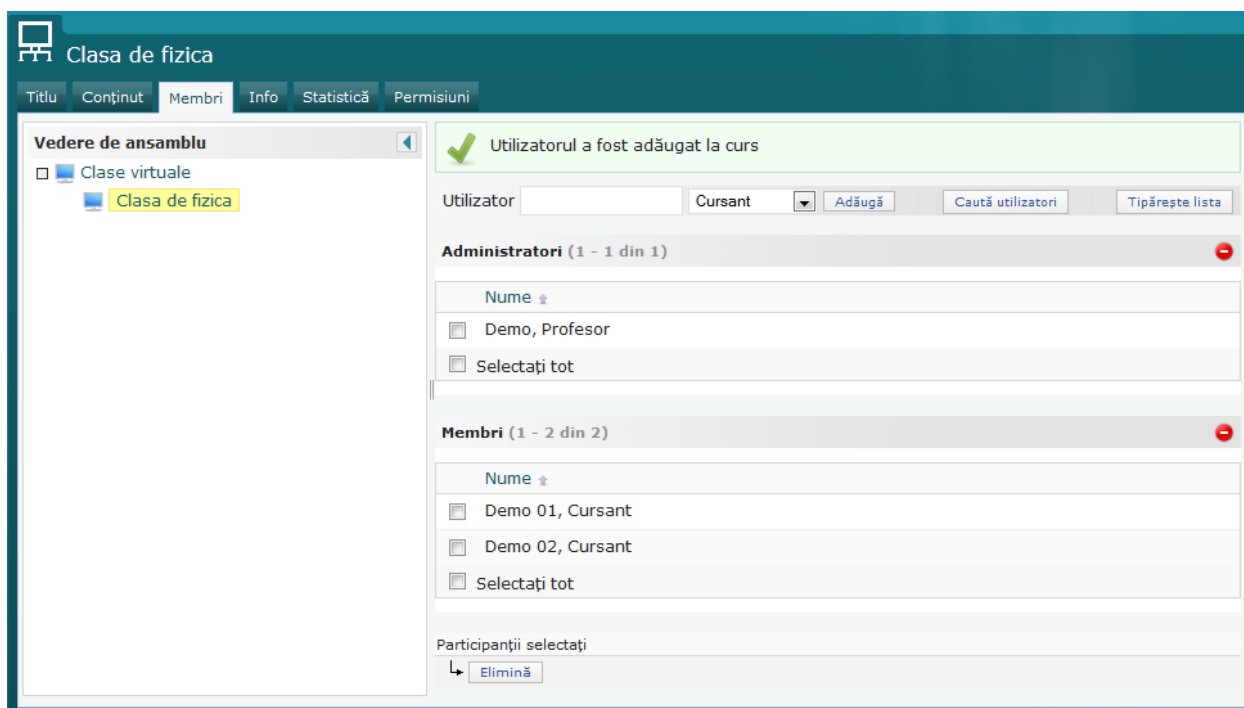 Clasa de fizica
Titlu Conținut Membri Info Statistică Permisiuni
Vedere de ansamblu
Clase virtuale
Clasa de fizica
Utilizatorul a fost adăugat la curs
Utilizator Cursant Adăugă Caută utilizatori Tipărește lista
Administratori (1 - 1 din 1)
Nume
Demo, Profesor
Selectați tot
Membri (1 - 2 din 2)
Nume
Demo 01, Cursant
Demo 02, Cursant
Selectați tot
Participanții selectați
Elimină